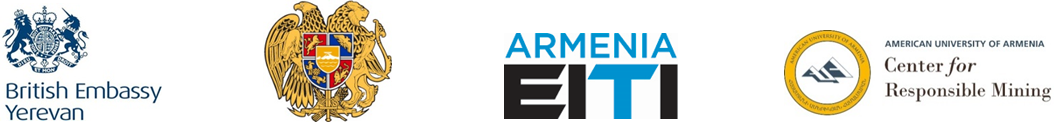 British Embassy
Yerevan
ARMENIA
EITI
AMERICAN UNIVERSITY OF ARMENIA
Center for
Responsible Mining